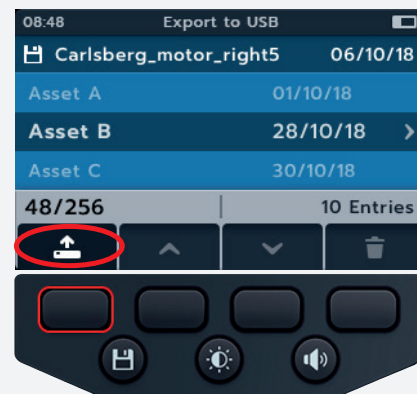 08:48 Export to USB
Carlsberg_motor_right5 06/10/18
Asset A 01/10/18
Asset B 28/10/18 >
Asset C 30/10/18
48/256 10 Entries